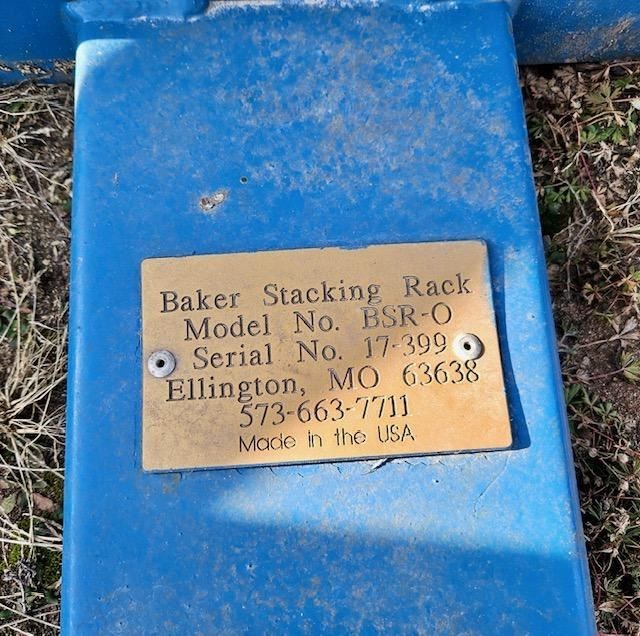 Baker Stacking Rack
Model No. BSR-O
Serial No. 17-399
Ellington, MO 63638
573-663-7711
Made in the USA